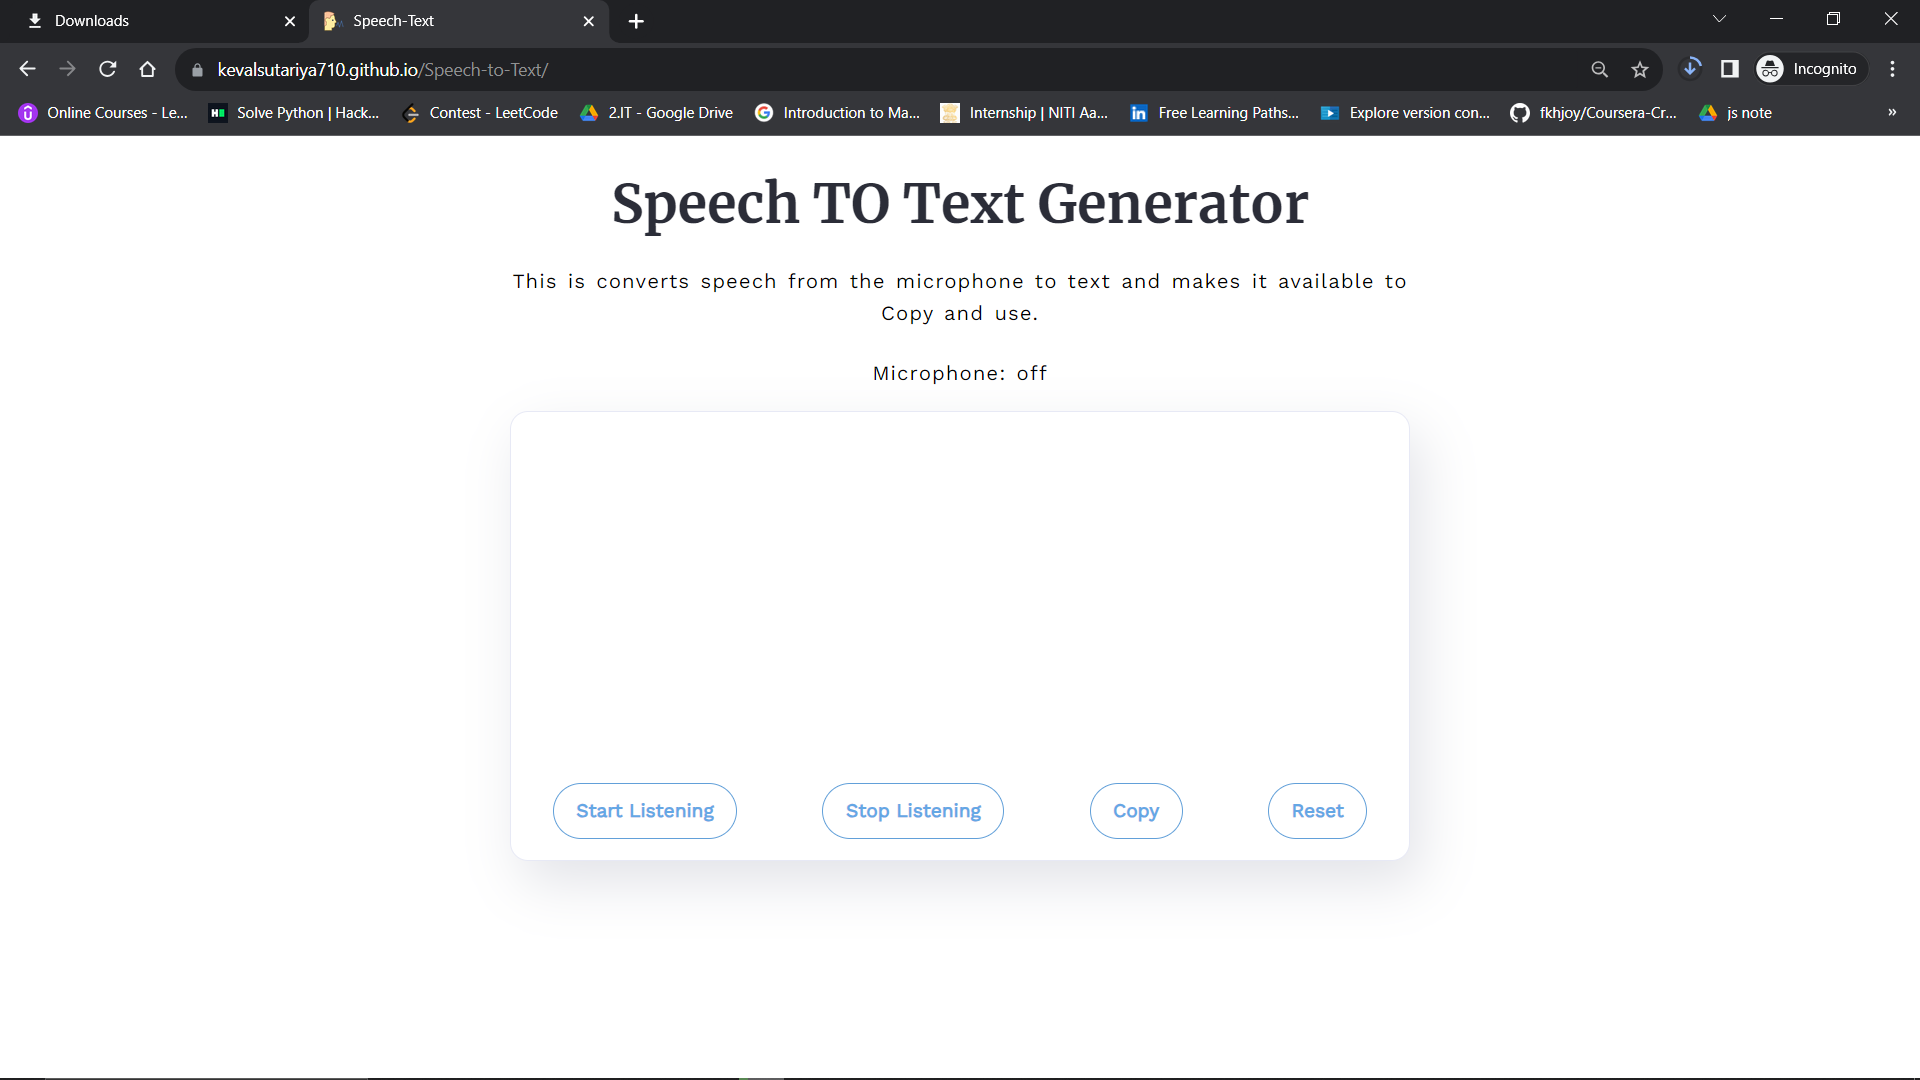 Downloads
Speech-Text
kevalsutariya710.github.io/Speech-to-Text/
Incognito
Online Courses - Le...
Solve Python | Hack...
Contest - LeetCode
2.IT - Google Drive
Introduction to Ma...
Internship | NITI Aa...
Free Learning Paths...
Explore version con...
fkhjoy/Coursera-Cr...
js note
»
Speech TO Text Generator
This is converts speech from the microphone to text and makes it available to
Copy and use.
Microphone: off
Start Listening
Stop Listening
Copy
Reset